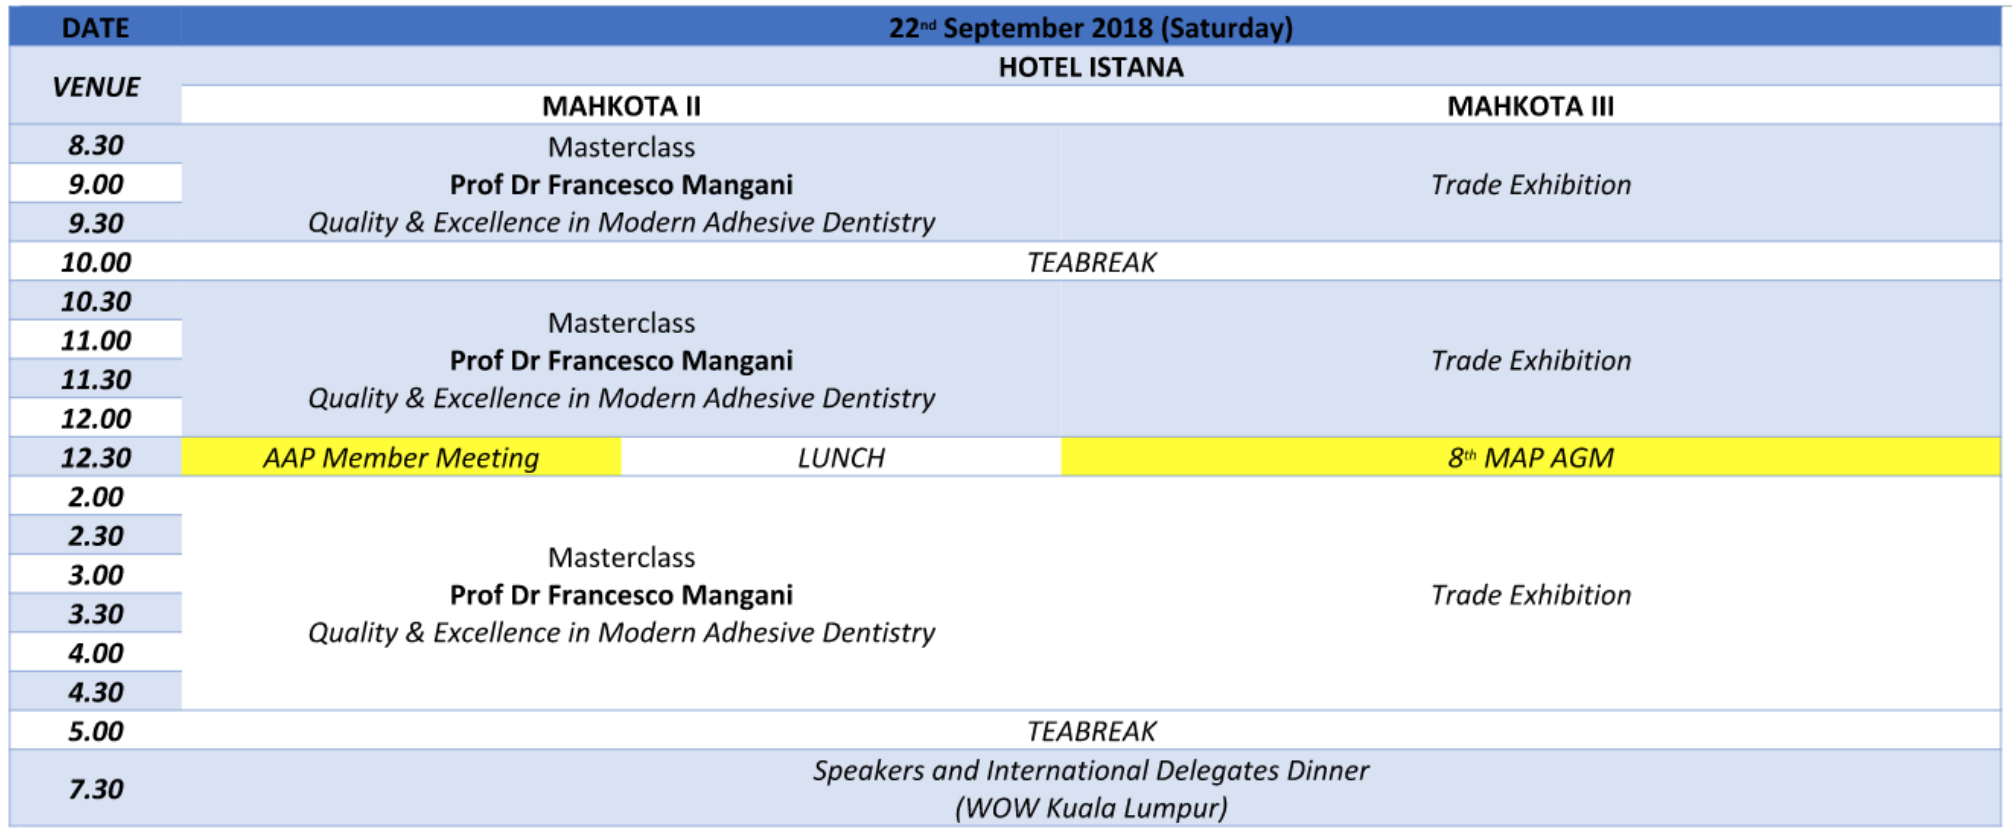 DATE 22nd September 2018 (Saturday)
VENUE HOTEL ISTANA
MAHKOTA II MAHKOTA III
8.30 Masterclass
9.00 Prof Dr Francesco Mangani Trade Exhibition
9.30 Quality & Excellence in Modern Adhesive Dentistry
10.00 TEABREAK
10.30
11.00 Masterclass
Prof Dr Francesco Mangani Trade Exhibition
11.30 Quality & Excellence in Modern Adhesive Dentistry
12.00
12.30 AAP Member Meeting LUNCH 8th MAP AGM
2.00
2.30
3.00 Masterclass
Prof Dr Francesco Mangani Trade Exhibition
3.30 Quality & Excellence in Modern Adhesive Dentistry
4.00
4.30
5.00 TEABREAK
7.30 Speakers and International Delegates Dinner
(WOW Kuala Lumpur)